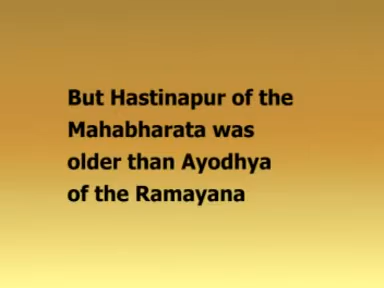 But Hastinapur of the
Mahabharata was
older than Ayodhya
of the Ramayana